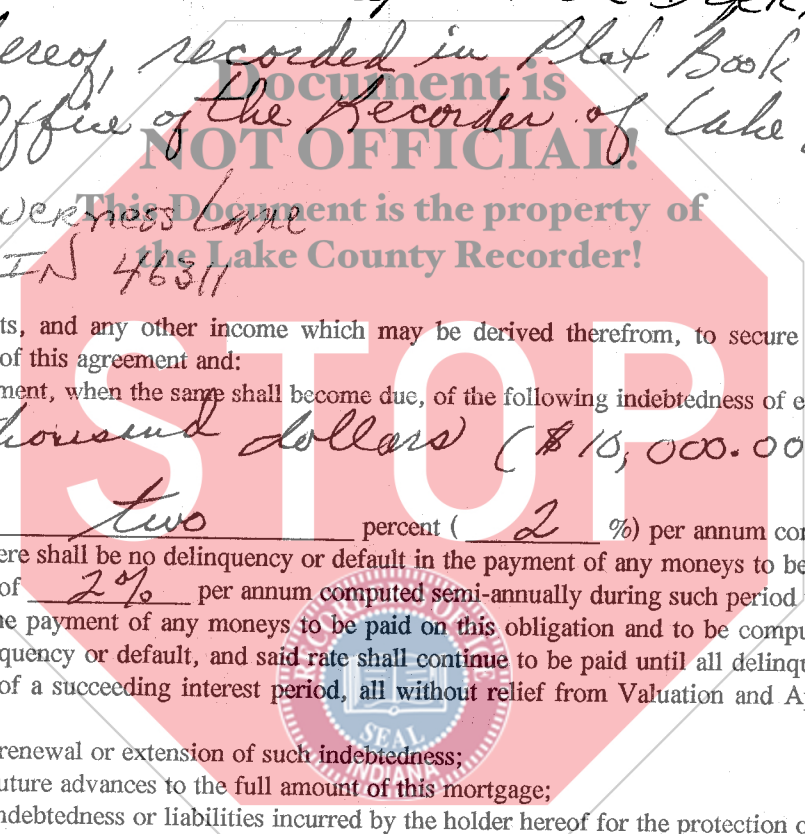 hereof, recorded in Plat Book
Document is
Office of the Recorder of Lake
NOT OFFICIAL!
This Document is the property of
verness Lane
the Lake County Recorder!
IN 46311
ts, and any other income which may be derived therefrom, to secure
of this agreement and:
ment, when the same shall become due, of the following indebtedness of e
STOP
housand dollars ($10,000.00
two percent ( 2 %) per annum com
ere shall be no delinquency or default in the payment of any moneys to be
of 2% per annum computed semi-annually during such period
he payment of any moneys to be paid on this obligation and to be compu
quency or default, and said rate shall continue to be paid until all delinqu
of a succeeding interest period, all without relief from Valuation and Ap
RECORDER'S OFFICE
SEAL
INDIANA
renewal or extension of such indebtedness;
uture advances to the full amount of this mortgage;
ndebtedness or liabilities incurred by the holder hereof for the protection o